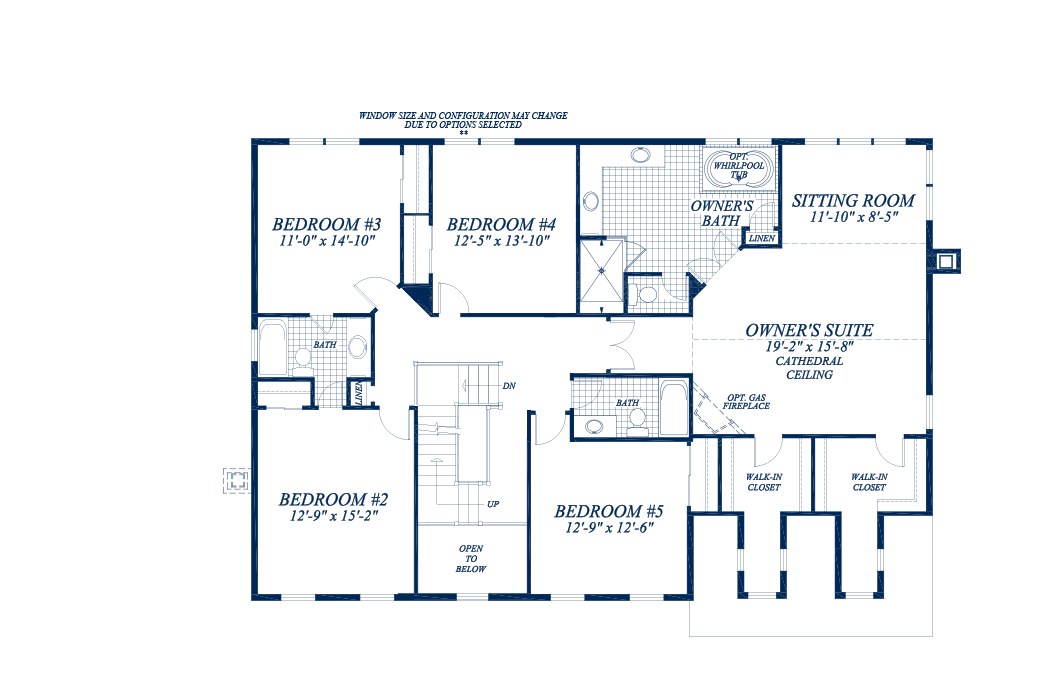 WINDOW SIZE AND CONFIGURATION MAY CHANGE
DUE TO OPTIONS SELECTED
**
OPT.
WHIRLPOOL
TUB
OWNER'S
BATH
SITTING ROOM
11'-10" x 8'-5"
LINEN
BEDROOM #3
11'-0" x 14'-10"
BEDROOM #4
12'-5" x 13'-10"
OWNER'S SUITE
19'-2" x 15'-8"
CATHEDRAL
CEILING
BATH
LINEN
DN
BATH
OPT. GAS
FIREPLACE
WALK-IN
CLOSET
WALK-IN
CLOSET
BEDROOM #2
12'-9" x 15'-2"
UP
BEDROOM #5
12'-9" x 12'-6"
OPEN
TO
BELOW